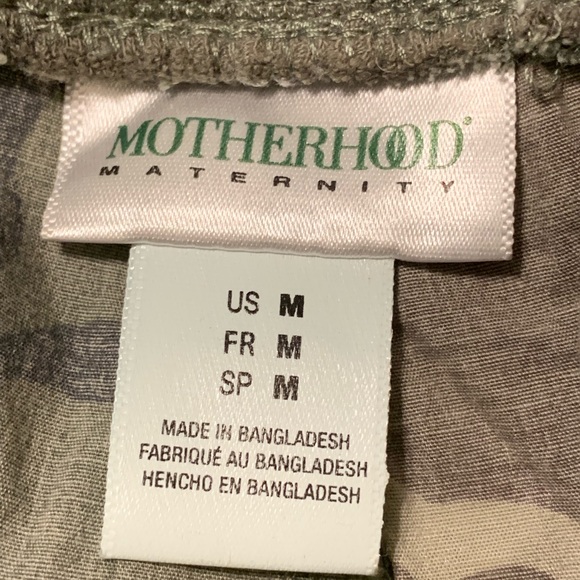 MOTHERHOOD®
MATERNITY
US M
FR M
SP M
MADE IN BANGLADESH
FABRIQUÉ AU BANGLADESH
HENCHO EN BANGLADESH